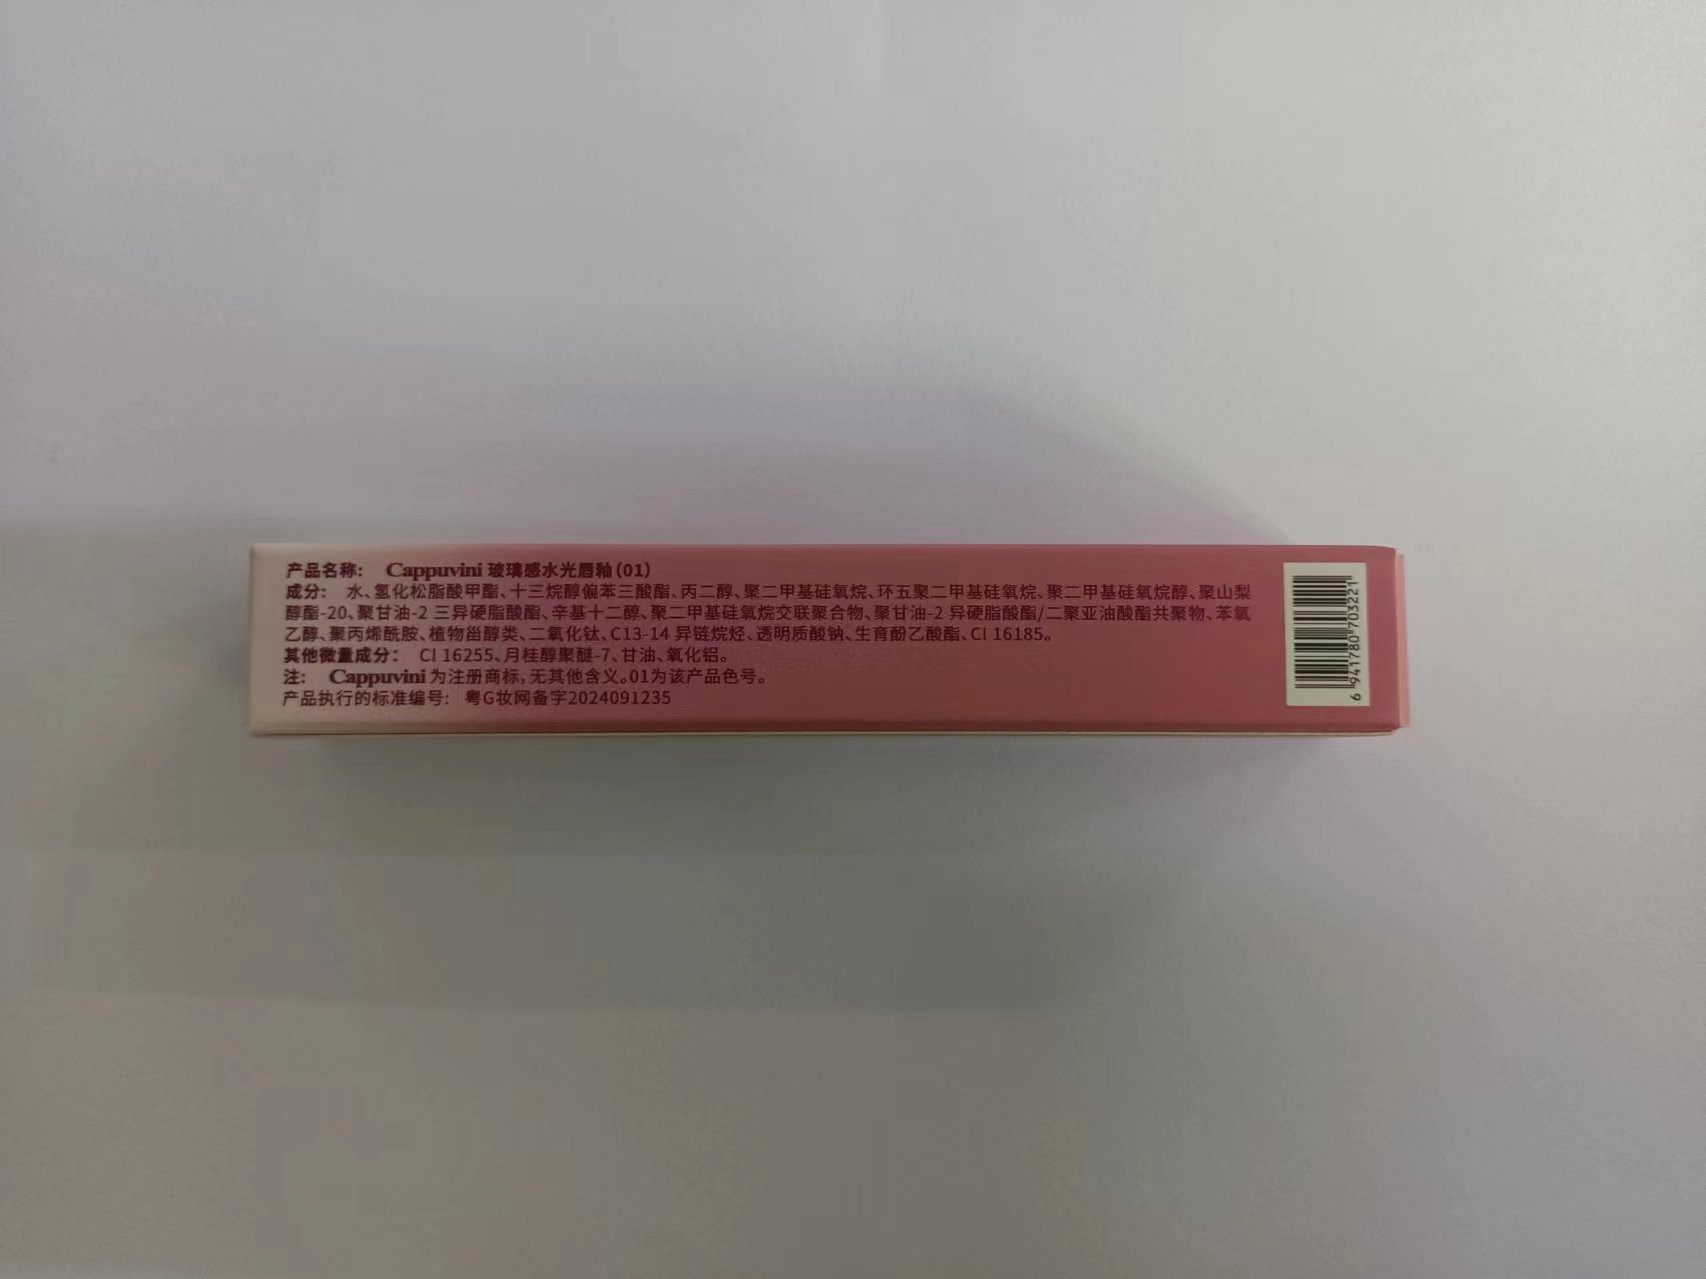 产品名称： Cappuvini 玻璃感水光唇釉(01)
成分： 水、氢化松脂酸甲酯、十三烷醇偏苯三酸酯、丙二醇、聚二甲基硅氧烷、环五聚二甲基硅氧烷、聚二甲基硅氧烷醇、聚山梨
醇酯-20、聚甘油-2 三异硬脂酸酯、辛基十二醇、聚二甲基硅氧烷交联聚合物、聚甘油-2 异硬脂酸酯/二聚亚油酸酯共聚物、苯氧
乙醇、聚丙烯酰胺、植物甾醇类、二氧化钛、C13-14 异链烷烃、透明质酸钠、生育酚乙酸酯、CI 16185。
其他微量成分： CI 16255、月桂醇聚醚-7、甘油、氧化铝。
注： Cappuvini 为注册商标，无其他含义。01为该产品色号。
产品执行的标准编号： 粤G妆网备字2024091235
6 941780 703221